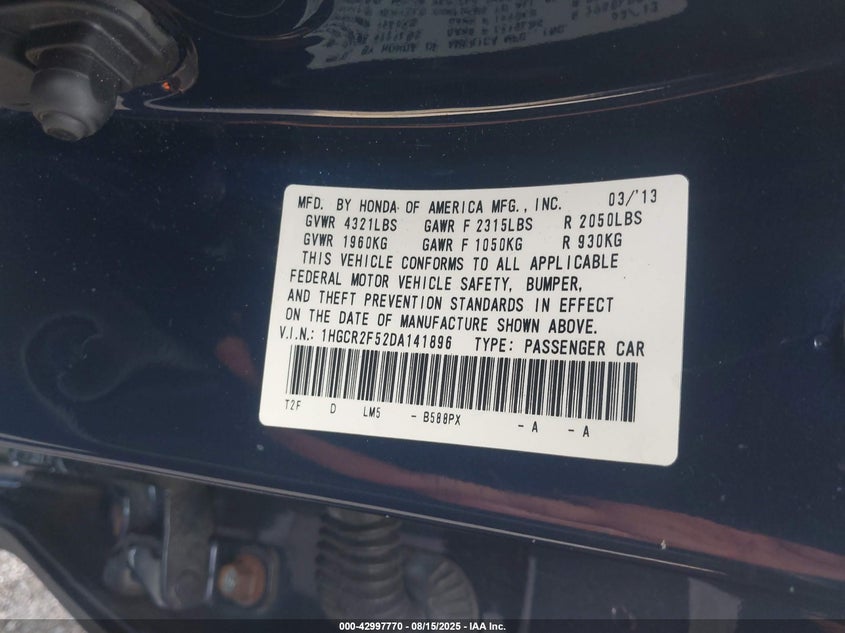 MFD. BY HONDA OF AMERICA MFG., INC. 03/'13
GVWR 4321LBS GAWR F 2315LBS R 2050LBS
GVWR 1960KG GAWR F 1050KG R 930KG
THIS VEHICLE CONFORMS TO ALL APPLICABLE
FEDERAL MOTOR VEHICLE SAFETY, BUMPER,
AND THEFT PREVENTION STANDARDS IN EFFECT
ON THE DATE OF MANUFACTURE SHOWN ABOVE.
V.I.N.: 1HGCR2F52DA141896 TYPE: PASSENGER CAR
T2F D LM5 - B588PX - A - A
000-42997770 - 08/15/2025 - IAA Inc.